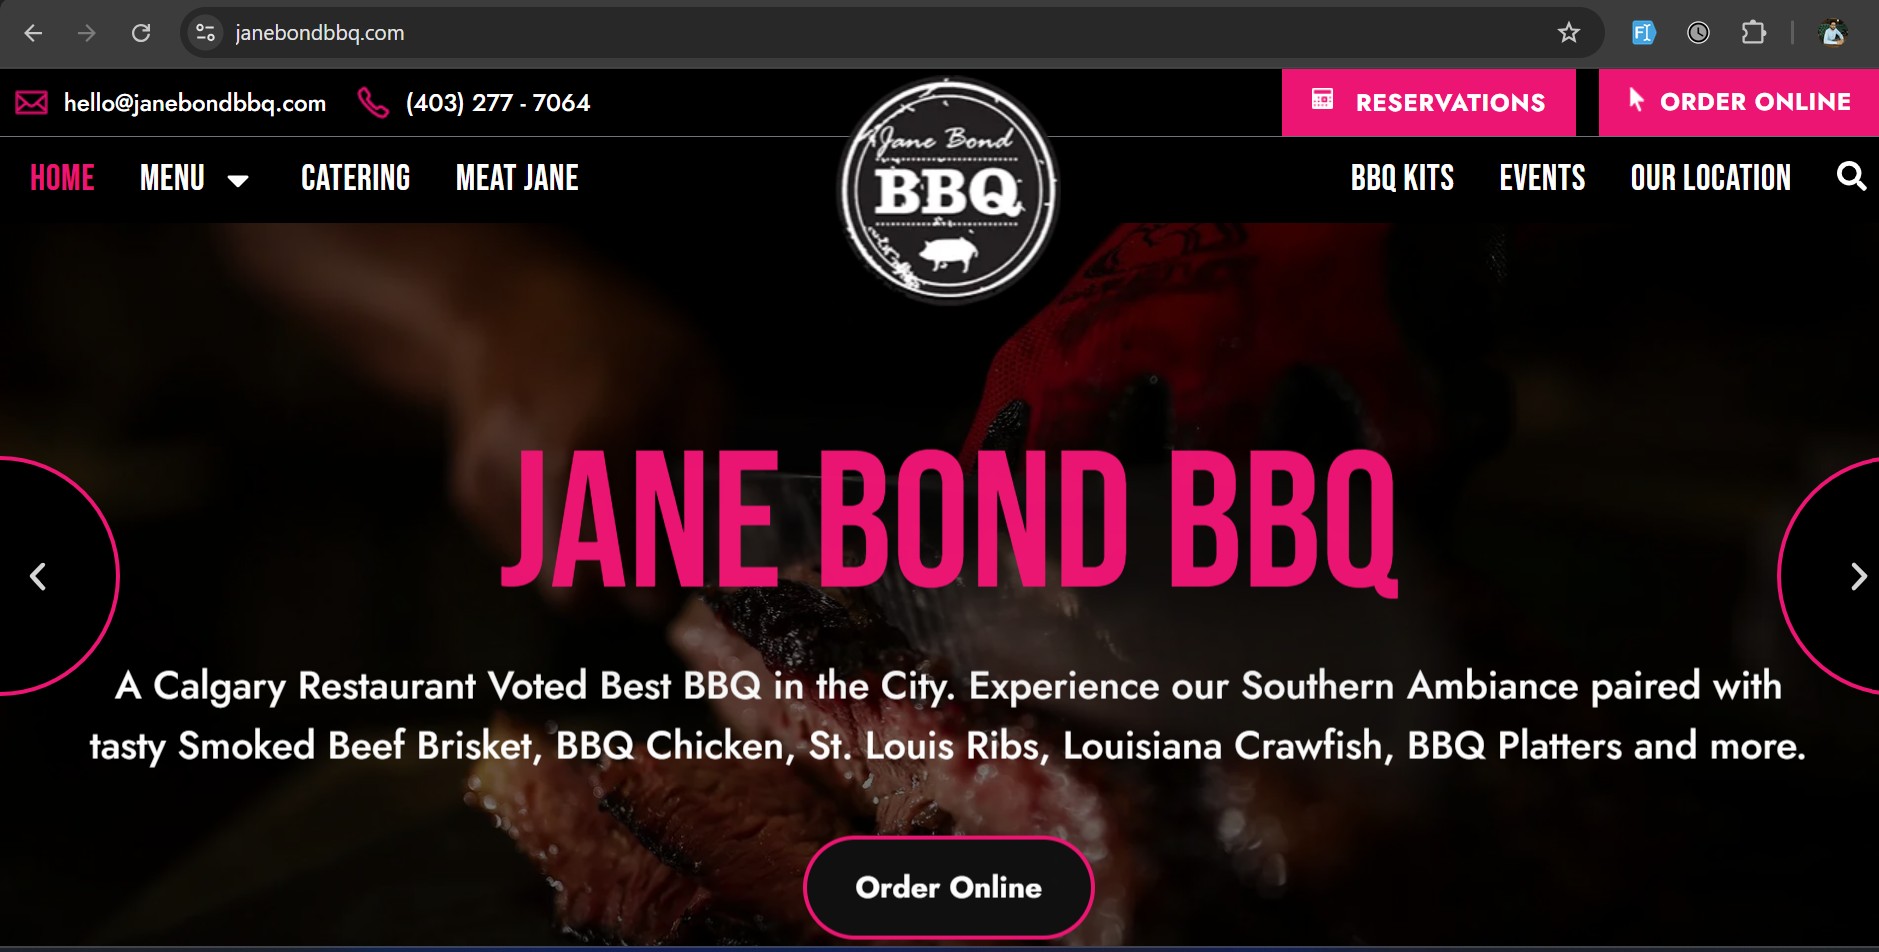 janebondbbq.com
hello@janebondbbq.com (403) 277 - 7064
RESERVATIONS
ORDER ONLINE
HOME MENU CATERING MEAT JANE
Jane Bond
BBQ
BBQ KITS EVENTS OUR LOCATION
JANE BOND BBQ
A Calgary Restaurant Voted Best BBQ in the City. Experience our Southern Ambiance paired with
tasty Smoked Beef Brisket, BBQ Chicken, St. Louis Ribs, Louisiana Crawfish, BBQ Platters and more.
Order Online